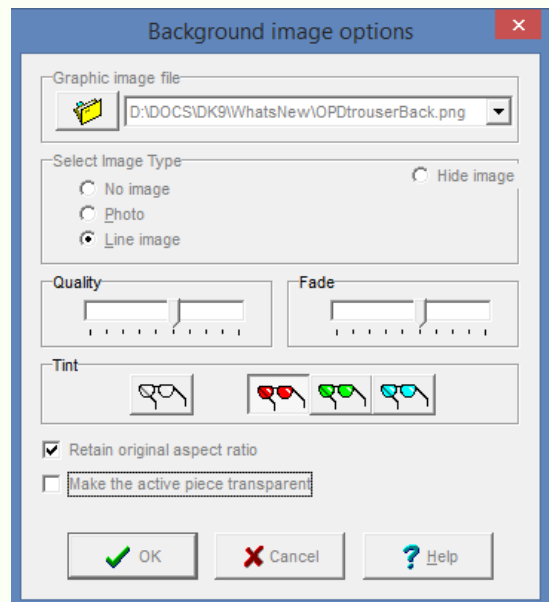 Background image options
Graphic image file
D:\DOCS\DK9\WhatsNew\OPDtrouserBack.png
Select Image Type
Hide image
No image
Photo
Line image
Quality
Fade
Tint
Retain original aspect ratio
Make the active piece transparent
OK
Cancel
? Help